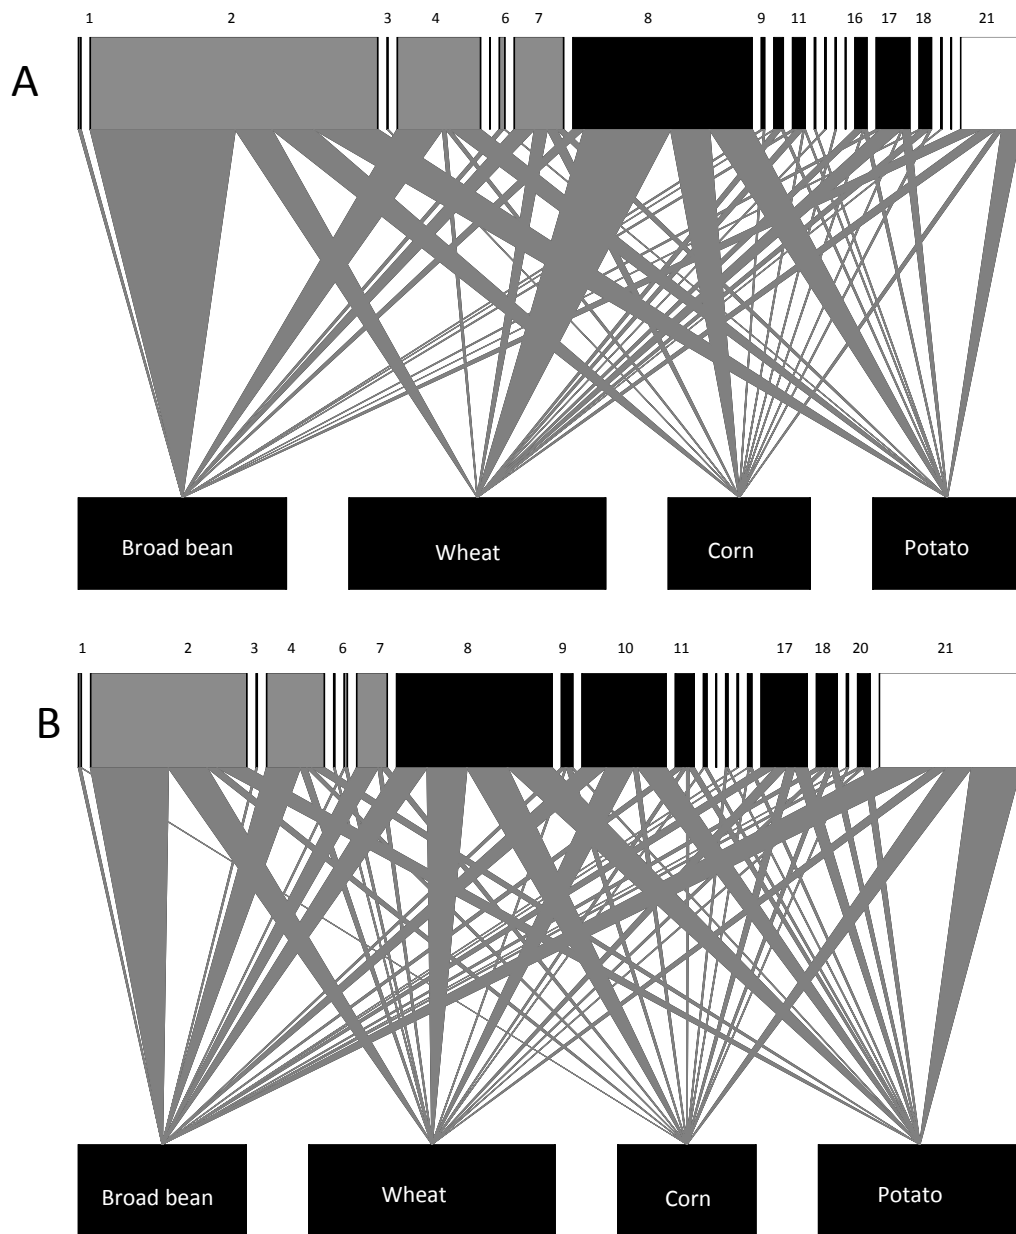 1 2 3 4 6 7 8 9 11 16 17 18 21
A
Broad bean Wheat Corn Potato
1 2 3 4 6 7 8 9 10 11 17 18 20 21
B
Broad bean Wheat Corn Potato